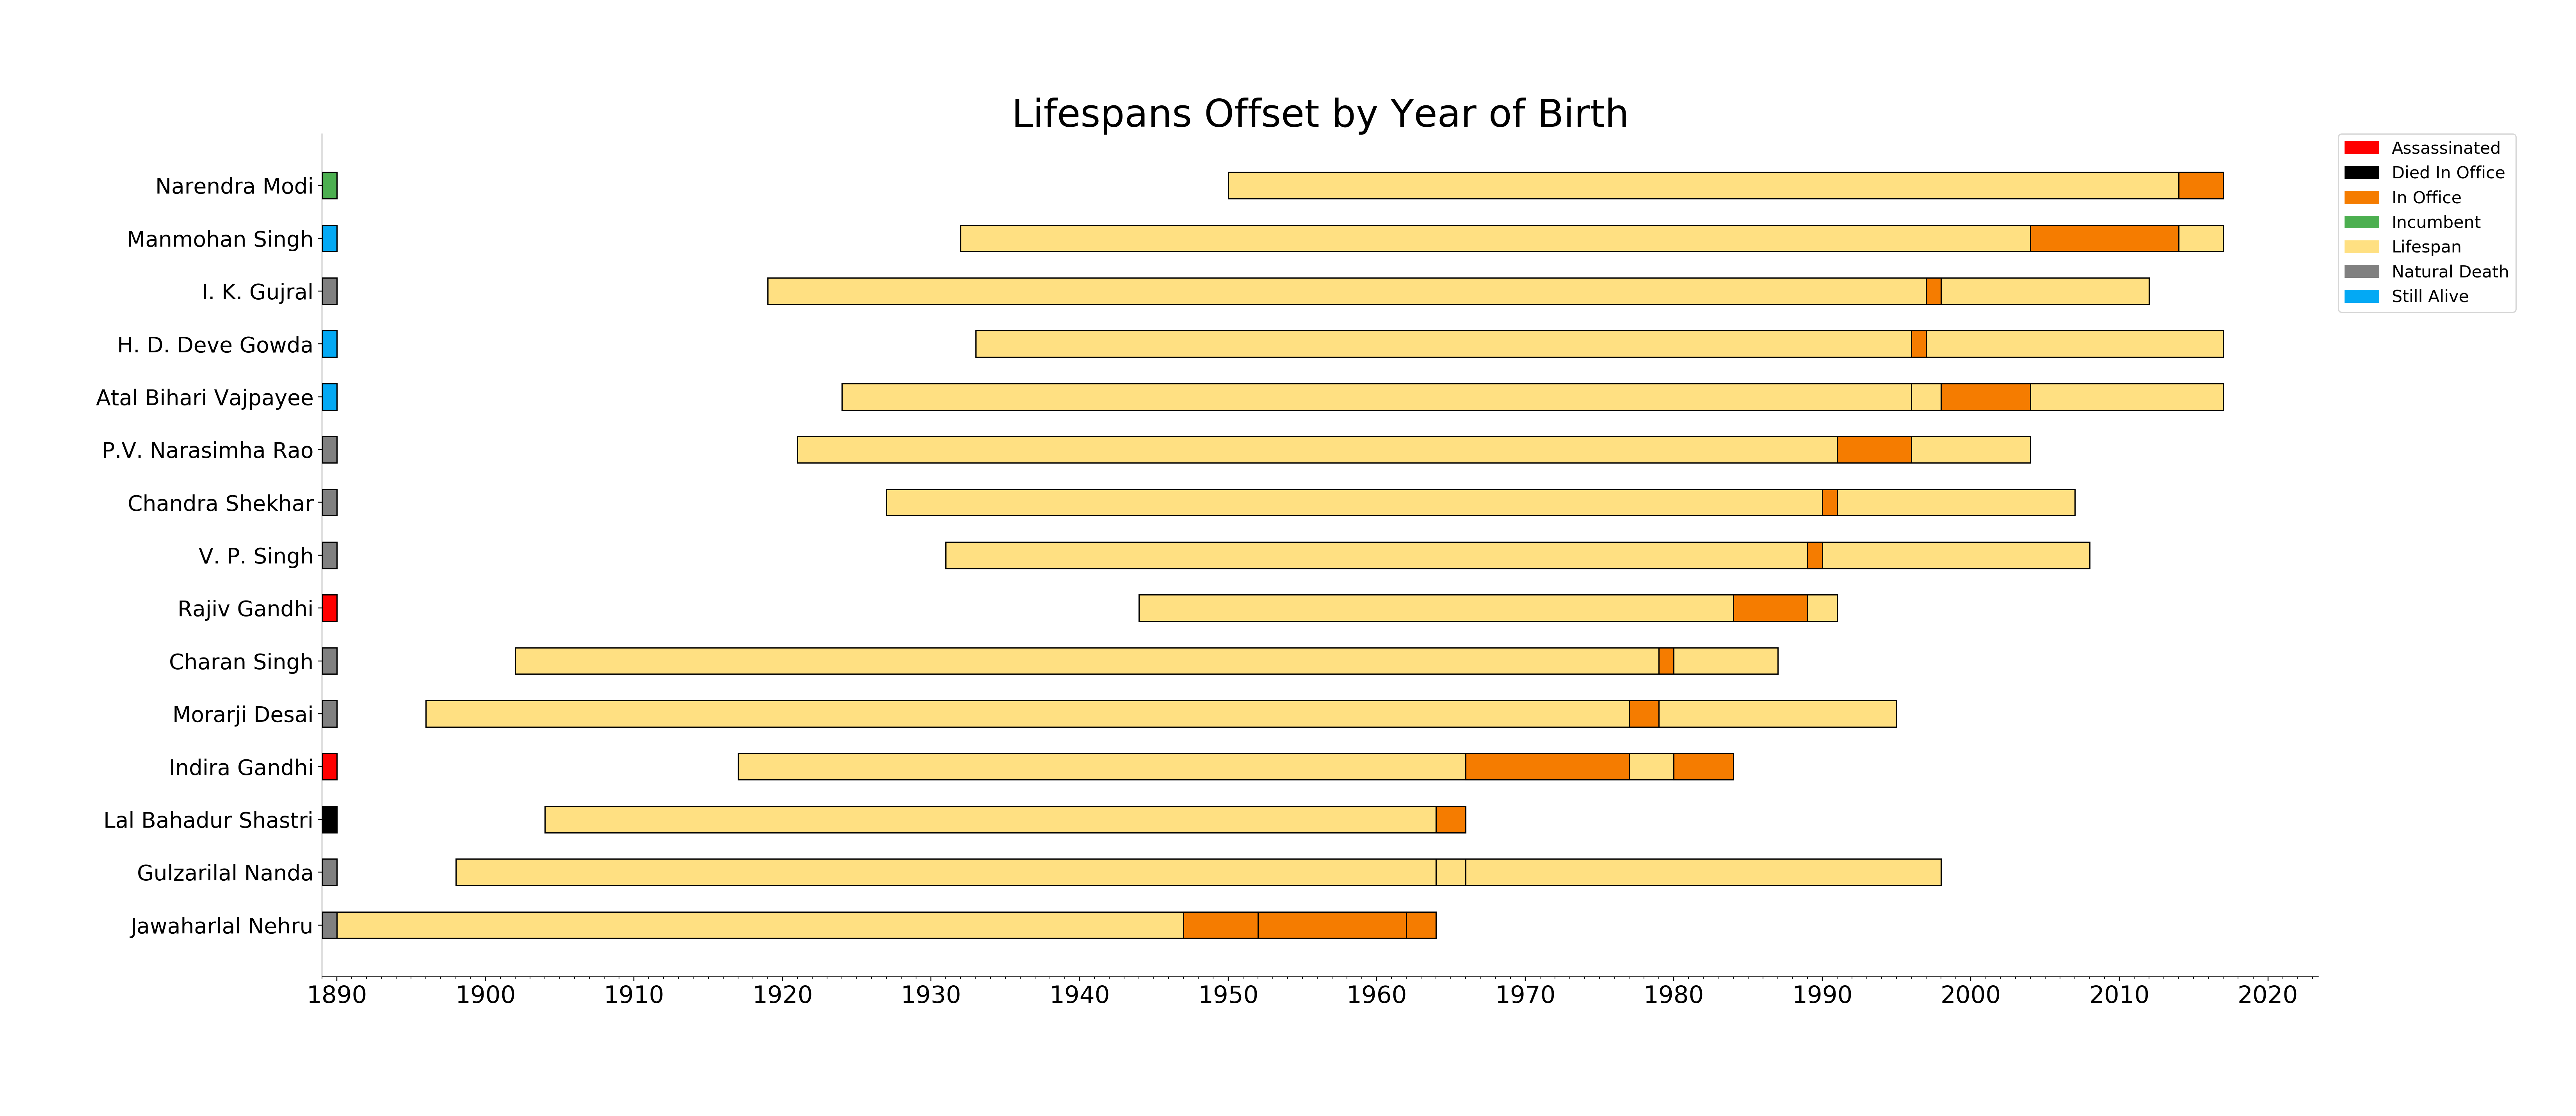 Lifespans Offset by Year of Birth
Narendra Modi
Manmohan Singh
I. K. Gujral
H. D. Deve Gowda
Atal Bihari Vajpayee
P.V. Narasimha Rao
Chandra Shekhar
V. P. Singh
Rajiv Gandhi
Charan Singh
Morarji Desai
Indira Gandhi
Lal Bahadur Shastri
Gulzarilal Nanda
Jawaharlal Nehru
1890 1900 1910 1920 1930 1940 1950 1960 1970 1980 1990 2000 2010 2020
Assassinated
Died In Office
In Office
Incumbent
Lifespan
Natural Death
Still Alive